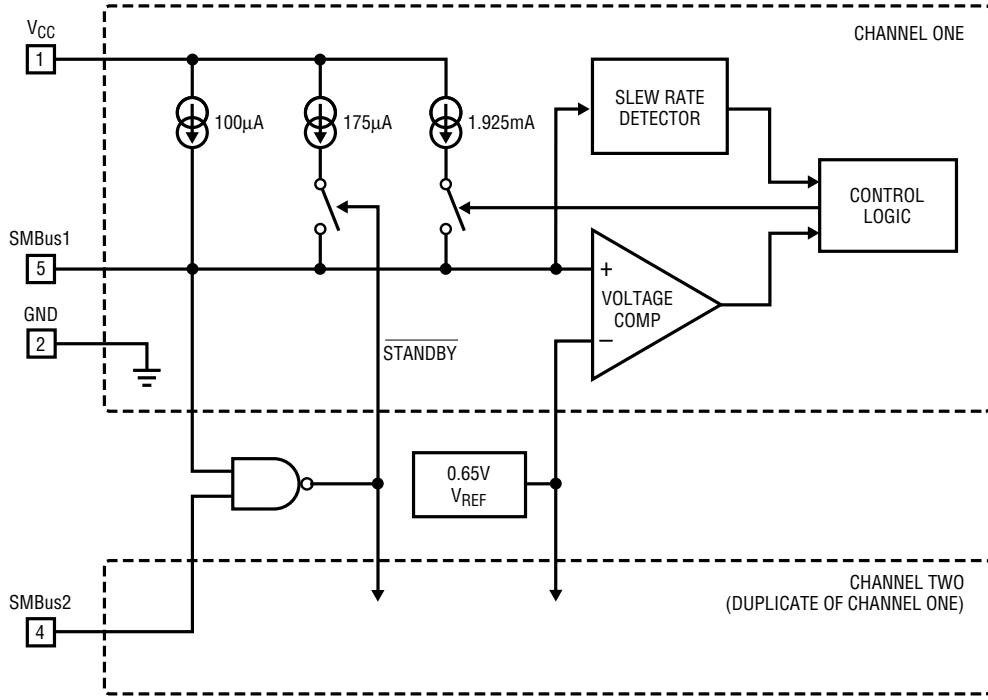 VCC
1
CHANNEL ONE
100µA
175µA
1.925mA
SLEW RATE
DETECTOR
CONTROL
LOGIC
SMBus1
5
+
VOLTAGE
COMP
−
GND
2
STANDBY
0.65V
VREF
CHANNEL TWO
(DUPLICATE OF CHANNEL ONE)
SMBus2
4